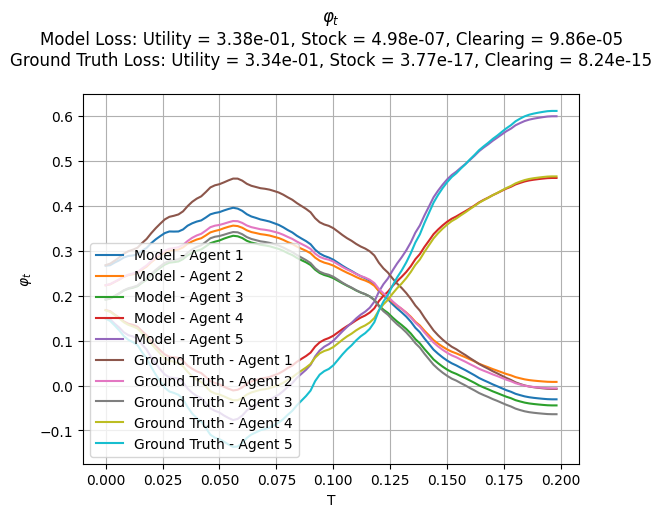 φₜ
Model Loss: Utility = 3.38e-01, Stock = 4.98e-07, Clearing = 9.86e-05
Ground Truth Loss: Utility = 3.34e-01, Stock = 3.77e-17, Clearing = 8.24e-15
0.6
0.5
0.4
0.3
0.2
0.1
0.0
−0.1
φₜ
Model - Agent 1
Model - Agent 2
Model - Agent 3
Model - Agent 4
Model - Agent 5
Ground Truth - Agent 1
Ground Truth - Agent 2
Ground Truth - Agent 3
Ground Truth - Agent 4
Ground Truth - Agent 5
0.000 0.025 0.050 0.075 0.100 0.125 0.150 0.175 0.200
T